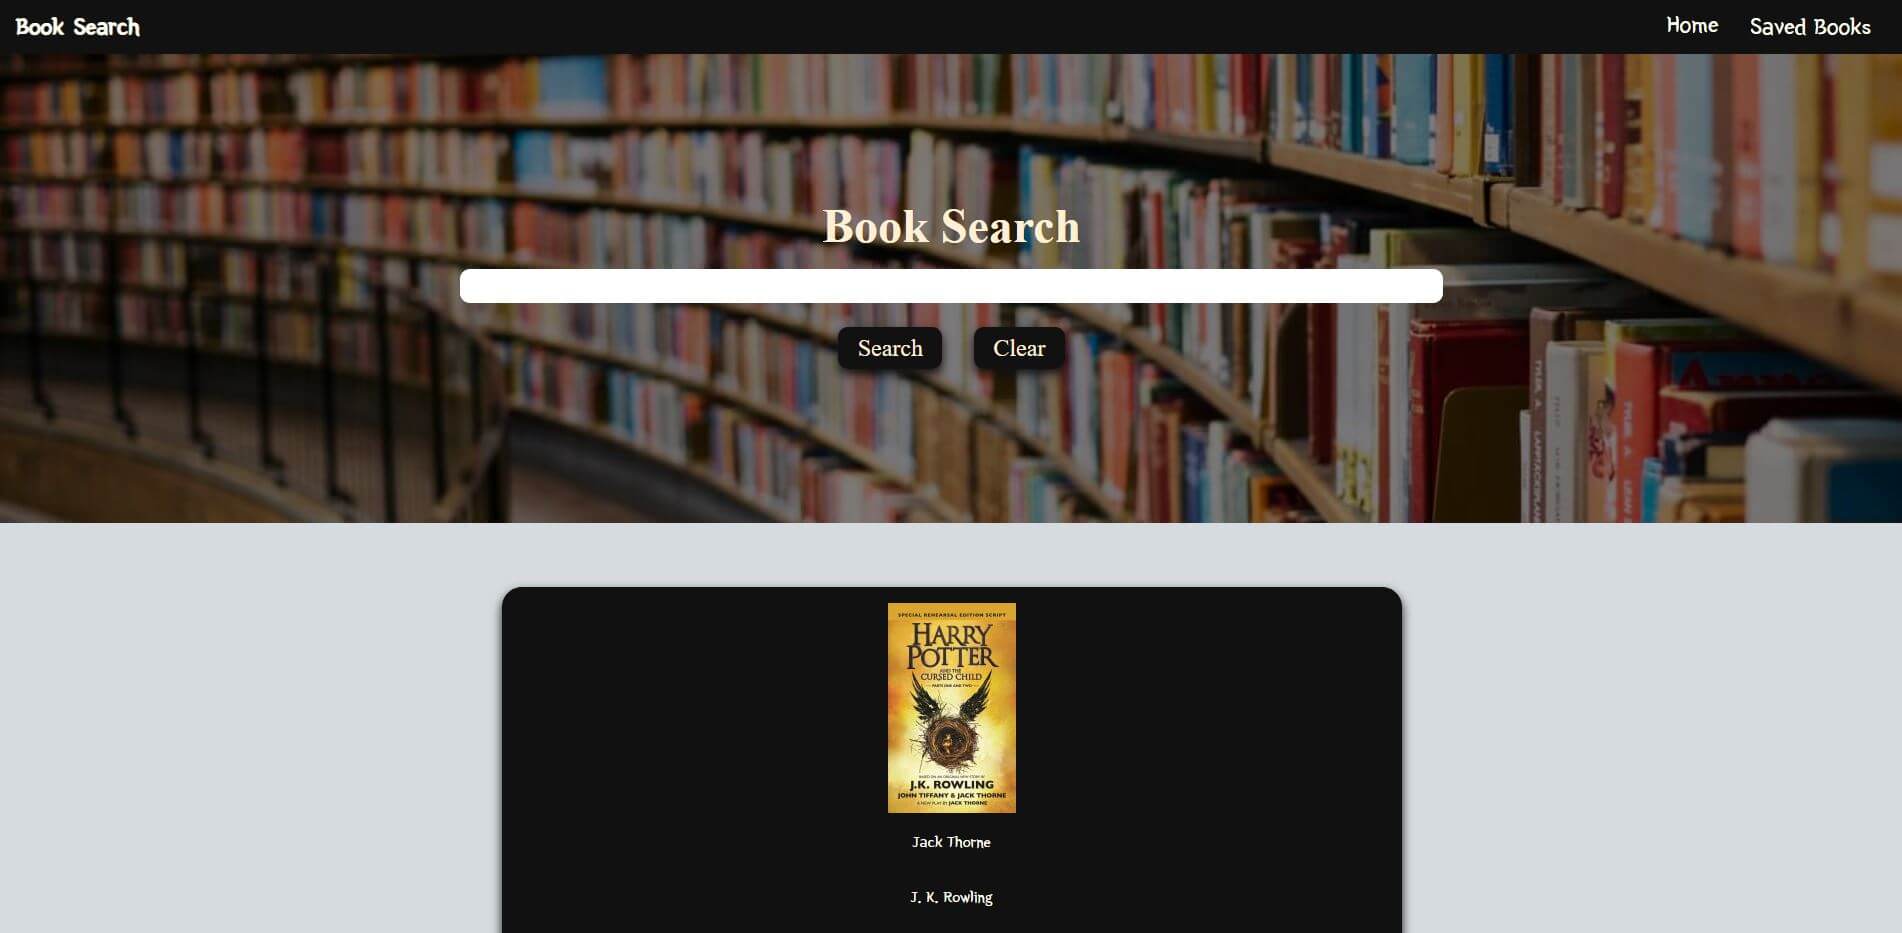 Book Search
Home
Saved Books
Book Search
Search
Clear
SPECIAL REHEARSAL EDITION SCRIPT
HARRY
POTTER
AND THE
CURSED CHILD
PARTS ONE AND TWO
BASED ON AN ORIGINAL NEW STORY BY
J.K. ROWLING
JOHN TIFFANY & JACK THORNE
A NEW PLAY BY JACK THORNE
Jack Thorne
J. K. Rowling